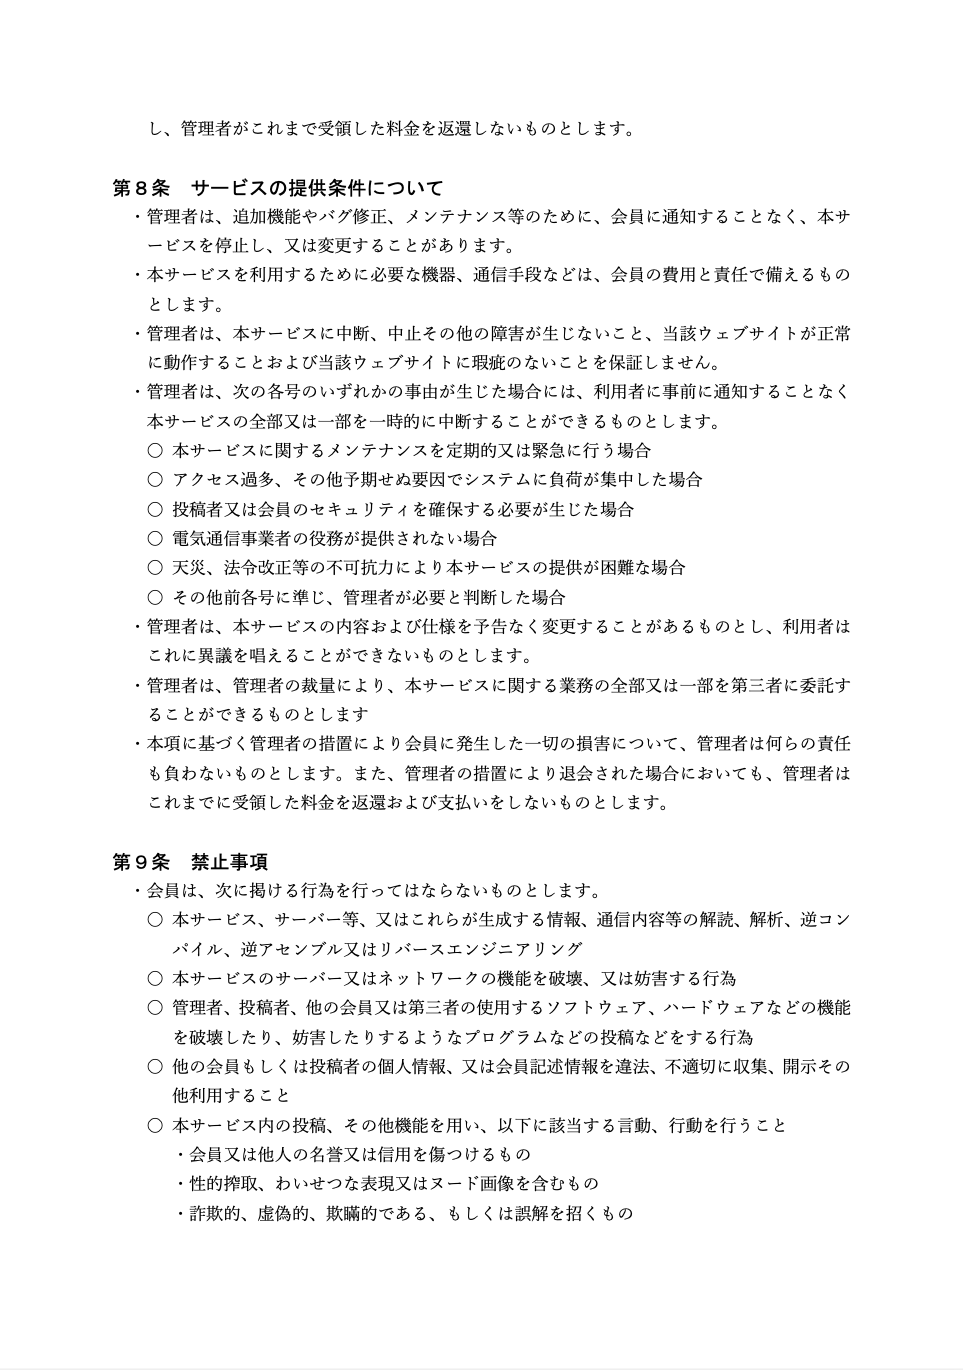 し、管理者がこれまで受領した料金を返還しないものとします。
第８条　サービスの提供条件について
・管理者は、追加機能やバグ修正、メンテナンス等のために、会員に通知することなく、本サ
ービスを停止し、又は変更することがあります。
・本サービスを利用するために必要な機器、通信手段などは、会員の費用と責任で備えるもの
とします。
・管理者は、本サービスに中断、中止その他の障害が生じないこと、当該ウェブサイトが正常
に動作することおよび当該ウェブサイトに瑕疵のないことを保証しません。
・管理者は、次の各号のいずれかの事由が生じた場合には、利用者に事前に通知することなく
本サービスの全部又は一部を一時的に中断することができるものとします。
○ 本サービスに関するメンテナンスを定期的又は緊急に行う場合
○ アクセス過多、その他予期せぬ要因でシステムに負荷が集中した場合
○ 投稿者又は会員のセキュリティを確保する必要が生じた場合
○ 電気通信事業者の役務が提供されない場合
○ 天災、法令改正等の不可抗力により本サービスの提供が困難な場合
○ その他前各号に準じ、管理者が必要と判断した場合
・管理者は、本サービスの内容および仕様を予告なく変更することがあるものとし、利用者は
これに異議を唱えることができないものとします。
・管理者は、管理者の裁量により、本サービスに関する業務の全部又は一部を第三者に委託す
ることができるものとします
・本項に基づく管理者の措置により会員に発生した一切の損害について、管理者は何らの責任
も負わないものとします。また、管理者の措置により退会された場合においても、管理者は
これまでに受領した料金を返還および支払いをしないものとします。
第９条　禁止事項
・会員は、次に掲げる行為を行ってはならないものとします。
○ 本サービス、サーバー等、又はこれらが生成する情報、通信内容等の解読、解析、逆コン
パイル、逆アセンブル又はリバースエンジニアリング
○ 本サービスのサーバー又はネットワークの機能を破壊、又は妨害する行為
○ 管理者、投稿者、他の会員又は第三者の使用するソフトウェア、ハードウェアなどの機能
を破壊したり、妨害したりするようなプログラムなどの投稿などをする行為
○ 他の会員もしくは投稿者の個人情報、又は会員記述情報を違法、不適切に収集、開示その
他利用すること
○ 本サービス内の投稿、その他機能を用い、以下に該当する言動、行動を行うこと
・会員又は他人の名誉又は信用を傷つけるもの
・性的搾取、わいせつな表現又はヌード画像を含むもの
・詐欺的、虚偽的、欺瞞的である、もしくは誤解を招くもの